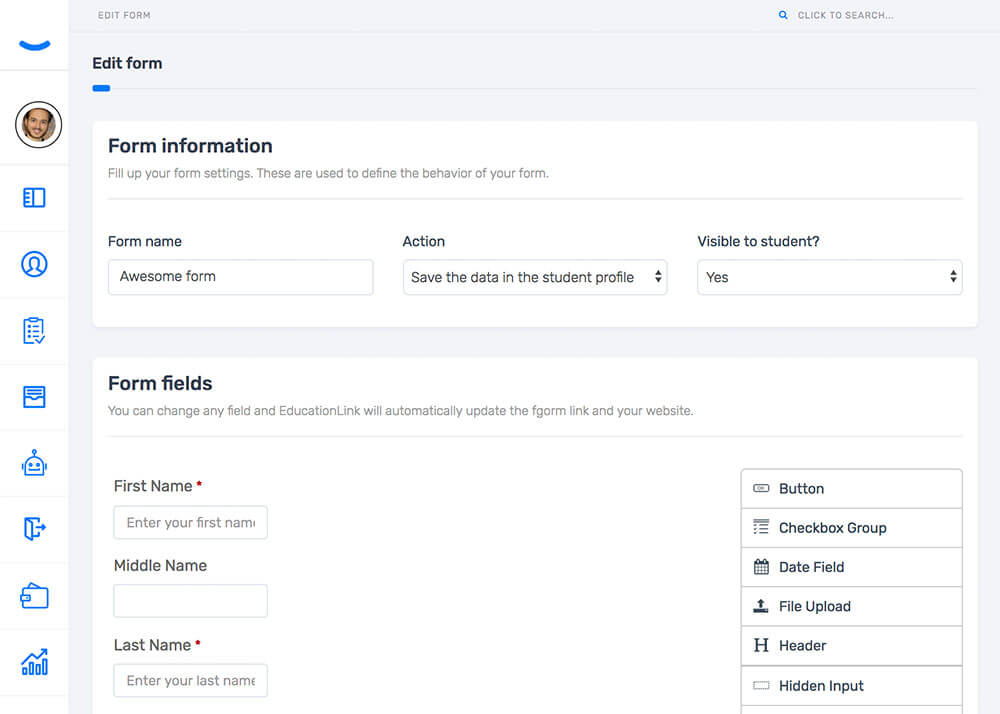 EDIT FORM
CLICK TO SEARCH...
Edit form
Form information
Fill up your form settings. These are used to define the behavior of your form.
Form name
Action
Visible to student?
Awesome form
Save the data in the student profile
Yes
Form fields
You can change any field and EducationLink will automatically update the fgorm link and your website.
First Name *
Enter your first name
Middle Name
Last Name *
Enter your last name
Button
Checkbox Group
Date Field
File Upload
H Header
Hidden Input